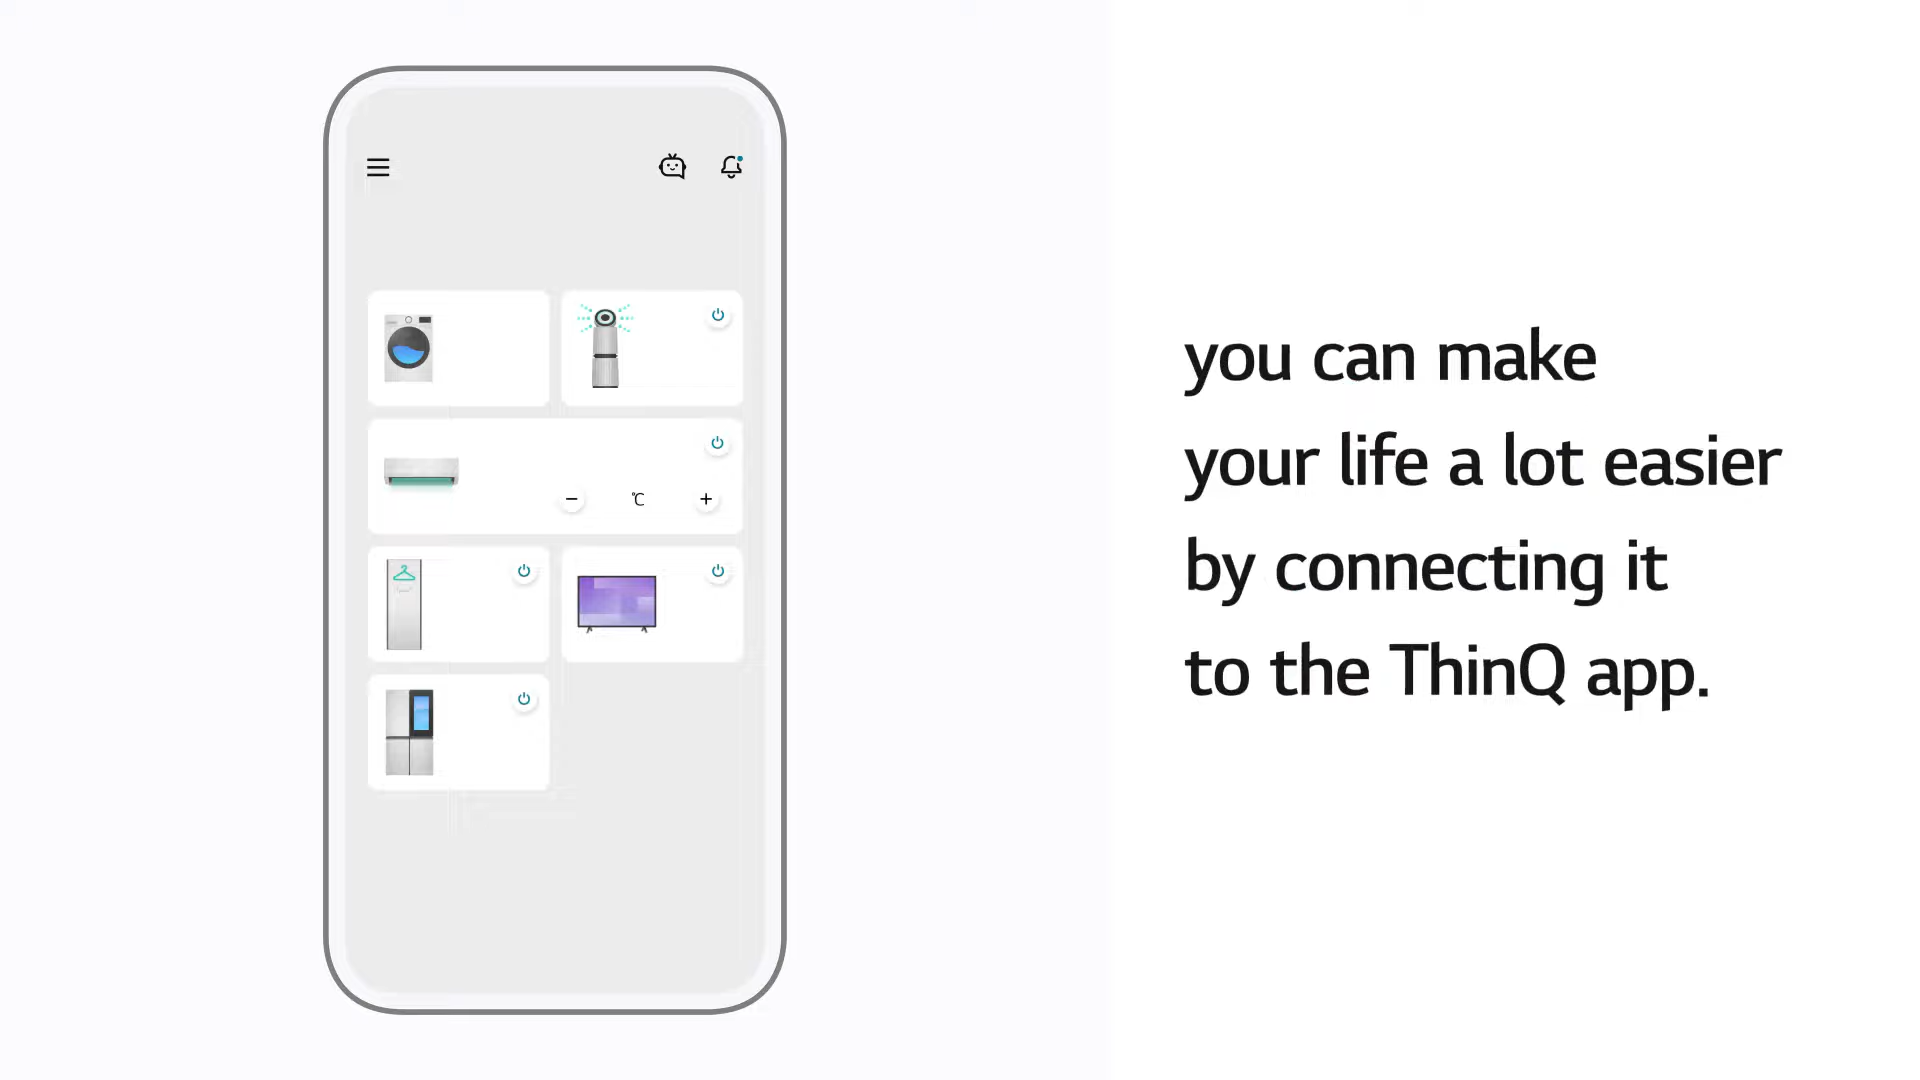 ℃
you can make
your life a lot easier
by connecting it
to the ThinQ app.